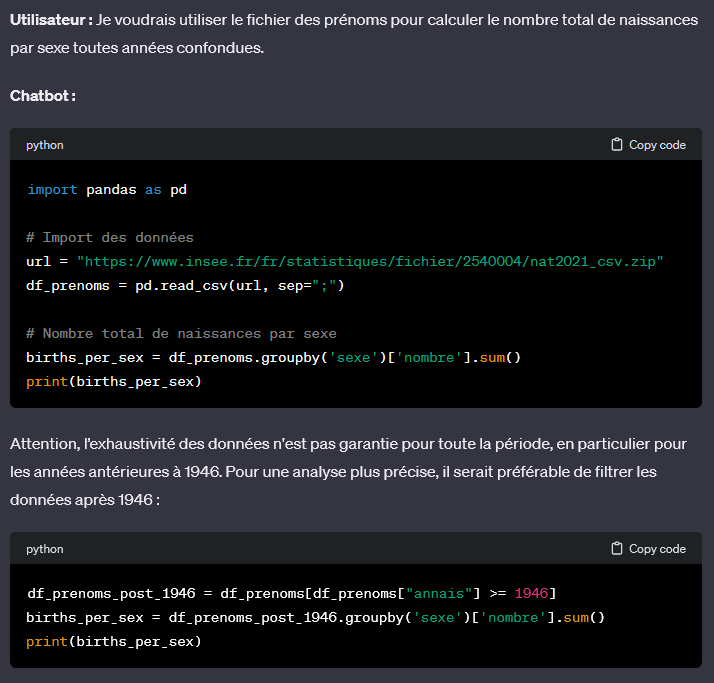 Utilisateur : Je voudrais utiliser le fichier des prénoms pour calculer le nombre total de naissances
par sexe toutes années confondues.
Chatbot :
python
Copy code
import pandas as pd
# Import des données
url = "https://www.insee.fr/fr/statistiques/fichier/2540004/nat2021_csv.zip"
df_prenoms = pd.read_csv(url, sep=";")
# Nombre total de naissances par sexe
births_per_sex = df_prenoms.groupby('sexe')['nombre'].sum()
print(births_per_sex)
Attention, l'exhaustivité des données n'est pas garantie pour toute la période, en particulier pour
les années antérieures à 1946. Pour une analyse plus précise, il serait préférable de filtrer les
données après 1946 :
python
Copy code
df_prenoms_post_1946 = df_prenoms[df_prenoms["annais"] >= 1946]
births_per_sex = df_prenoms_post_1946.groupby('sexe')['nombre'].sum()
print(births_per_sex)